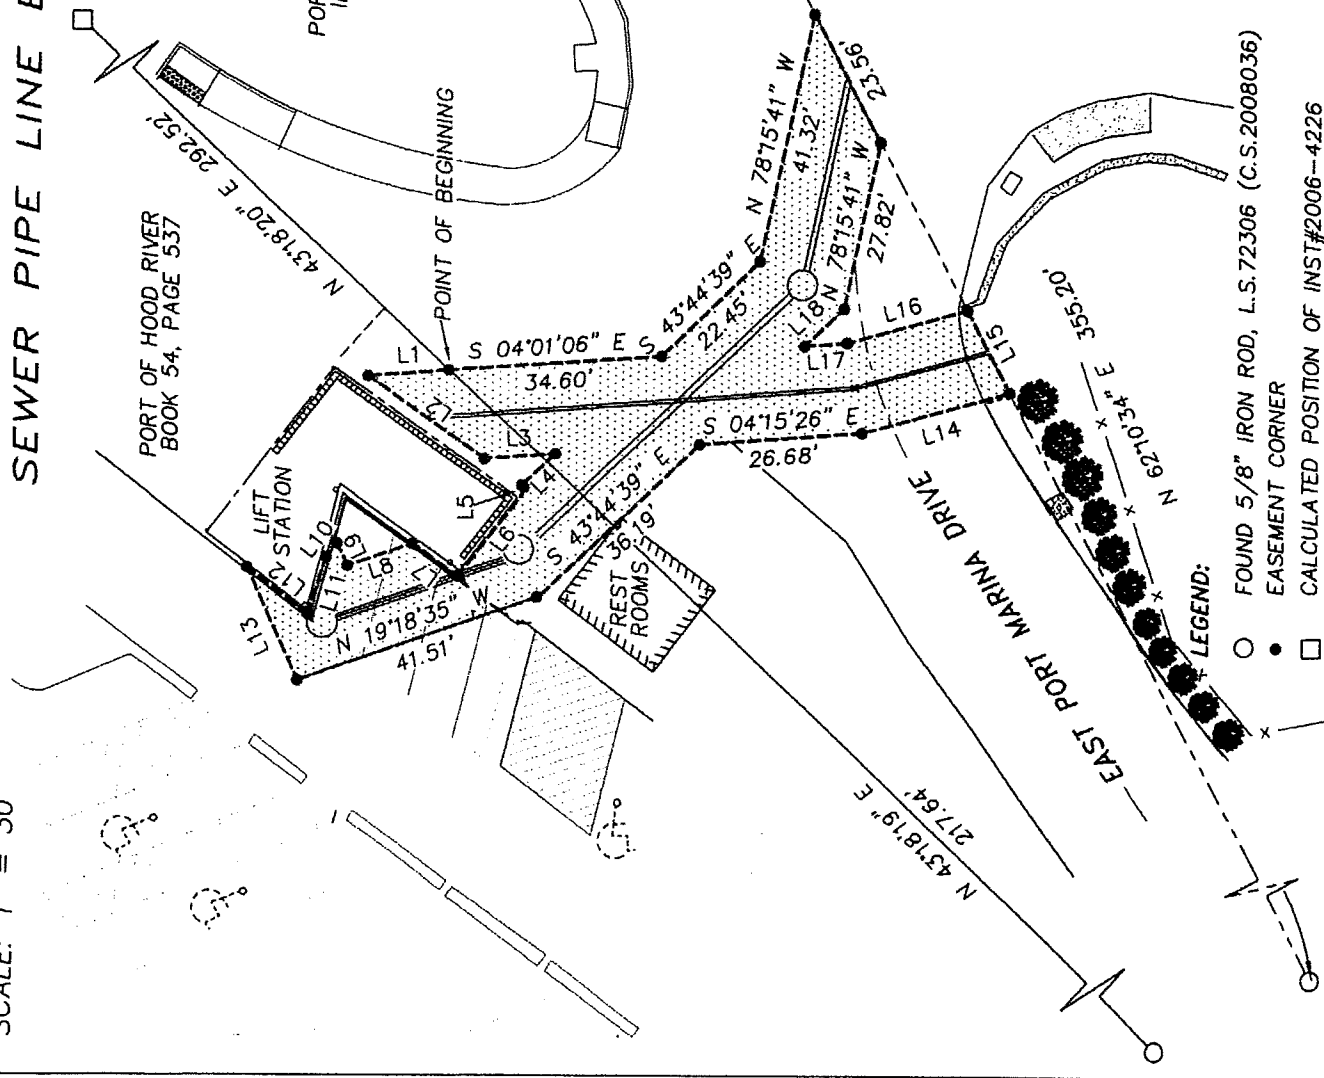 SEWER PIPE LINE
SCALE: 1" = 30'
PORT OF HOOD RIVER
BOOK 54, PAGE 537
N 43°18'20" E 292.52'
POINT OF BEGINNING
LIFT
STATION
L1
L2
L3
L4
L5
L6
L7
L8
L9
L10
L11
L12
L13
S 04°01'06" E
34.60'
S 43°44'39" E
22.45'
N 78°15'41" W
41.32'
23.56'
N 78°15'41" W
27.82'
L18
L17
L16
L15
L14
S 04°15'26" E
26.68'
S 43°44'39" E
36.19'
N 19°18'35" W
41.51'
REST
ROOMS
EAST PORT MARINA DRIVE
N 62°10'34" E 355.20'
N 43°18'19" E
217.64'
LEGEND:
FOUND 5/8" IRON ROD, L.S.72306 (C.S.2008036)
EASEMENT CORNER
CALCULATED POSITION OF INST#2006-4226